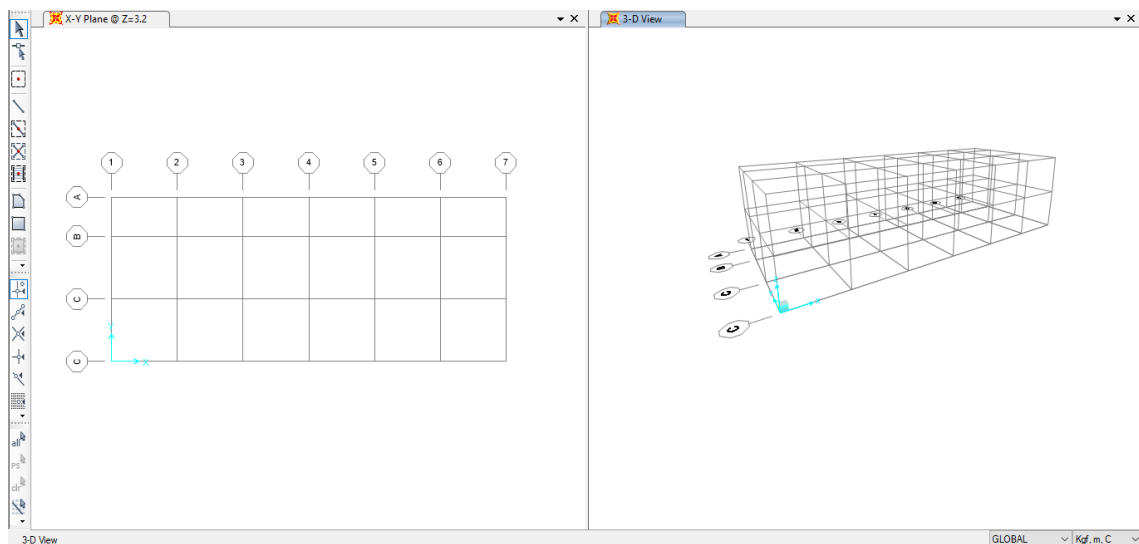 X-Y Plane @ Z=3.2
3-D View
1 2 3 4 5 6 7
A
B
C
C
Y
X
all
PS
clr
C
C
3-D View
GLOBAL
Kgf, m, C